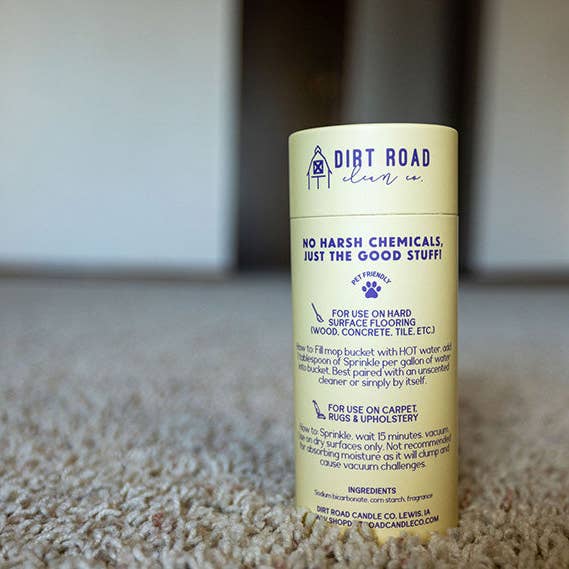 DIRT ROAD
clean co.
NO HARSH CHEMICALS,
JUST THE GOOD STUFF!
PET FRIENDLY
FOR USE ON HARD
SURFACE FLOORING
(WOOD, CONCRETE, TILE, ETC.)
How to: Fill mop bucket with HOT water, add
1 tablespoon of Sprinkle per gallon of water
into bucket. Best paired with an unscented
cleaner or simply by itself.
FOR USE ON CARPET,
RUGS & UPHOLSTERY
How to: Sprinkle, wait 15 minutes, vacuum.
Use on dry surfaces only. Not recommended
for absorbing moisture as it will clump and
cause vacuum challenges.
INGREDIENTS
Sodium bicarbonate, corn starch, fragrance
DIRT ROAD CANDLE CO, LEWIS, IA
WWW.SHOPDIRTROADCANDLECO.COM